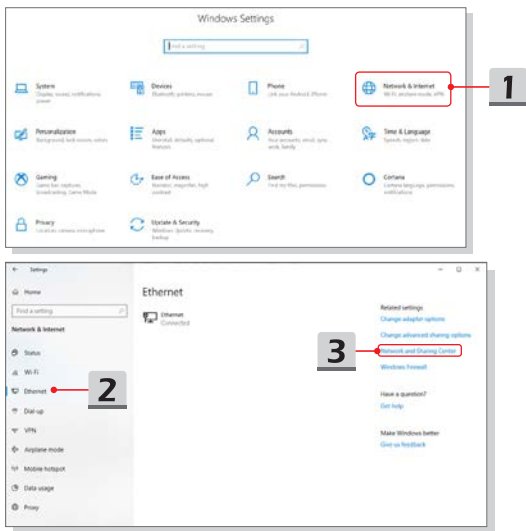 Windows Settings
Find a setting
System
Display, sound, notifications,
power
Devices
Bluetooth, printers, mouse
Phone
Link your Android, iPhone
Network & Internet
Wi-Fi, airplane mode, VPN
1
Personalization
Background, lock screen, colors
Apps
Uninstall, defaults, optional
features
Accounts
Your accounts, email, sync,
work, family
Time & Language
Speech, region, date
Gaming
Game bar, captures,
broadcasting, Game Mode
Ease of Access
Narrator, magnifier, high
contrast
Search
Find my files, permissions
Cortana
Cortana language, permissions,
notifications
Privacy
Location, camera, microphone
Update & Security
Windows Update, recovery,
backup
Settings
Home
Find a setting
Network & Internet
Status
Wi-Fi
Ethernet
2
Dial-up
VPN
Airplane mode
Mobile hotspot
Data usage
Proxy
Ethernet
Ethernet
Connected
Related settings
Change adapter options
Change advanced sharing options
3
Network and Sharing Center
Windows Firewall
Have a question?
Get help
Make Windows better
Give us feedback